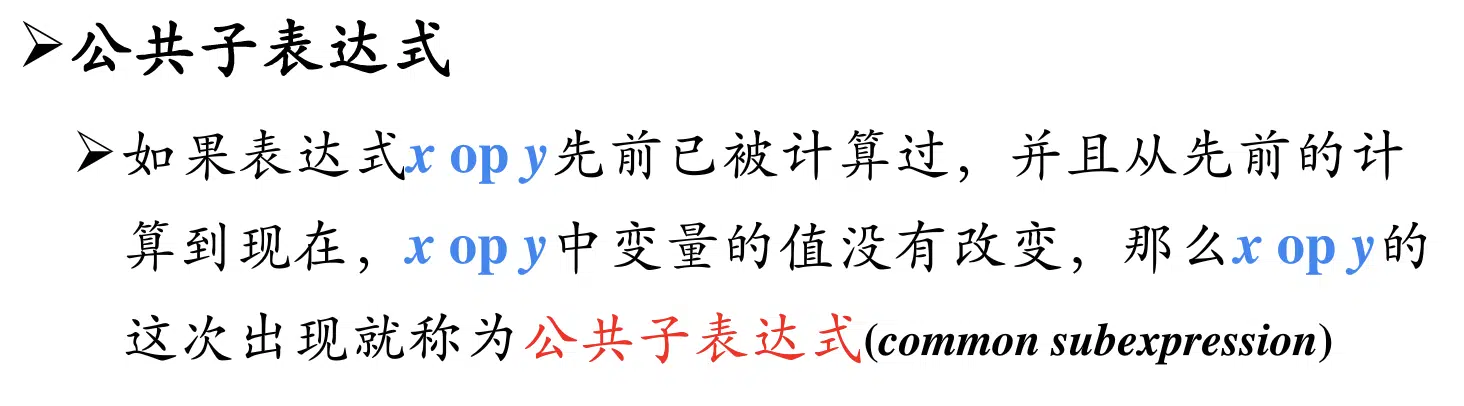 ➢公共子表达式
➢如果表达式x op y先前已被计算过，并且从先前的计
算到现在，x op y中变量的值没有改变，那么x op y的
这次出现就称为公共子表达式(common subexpression)